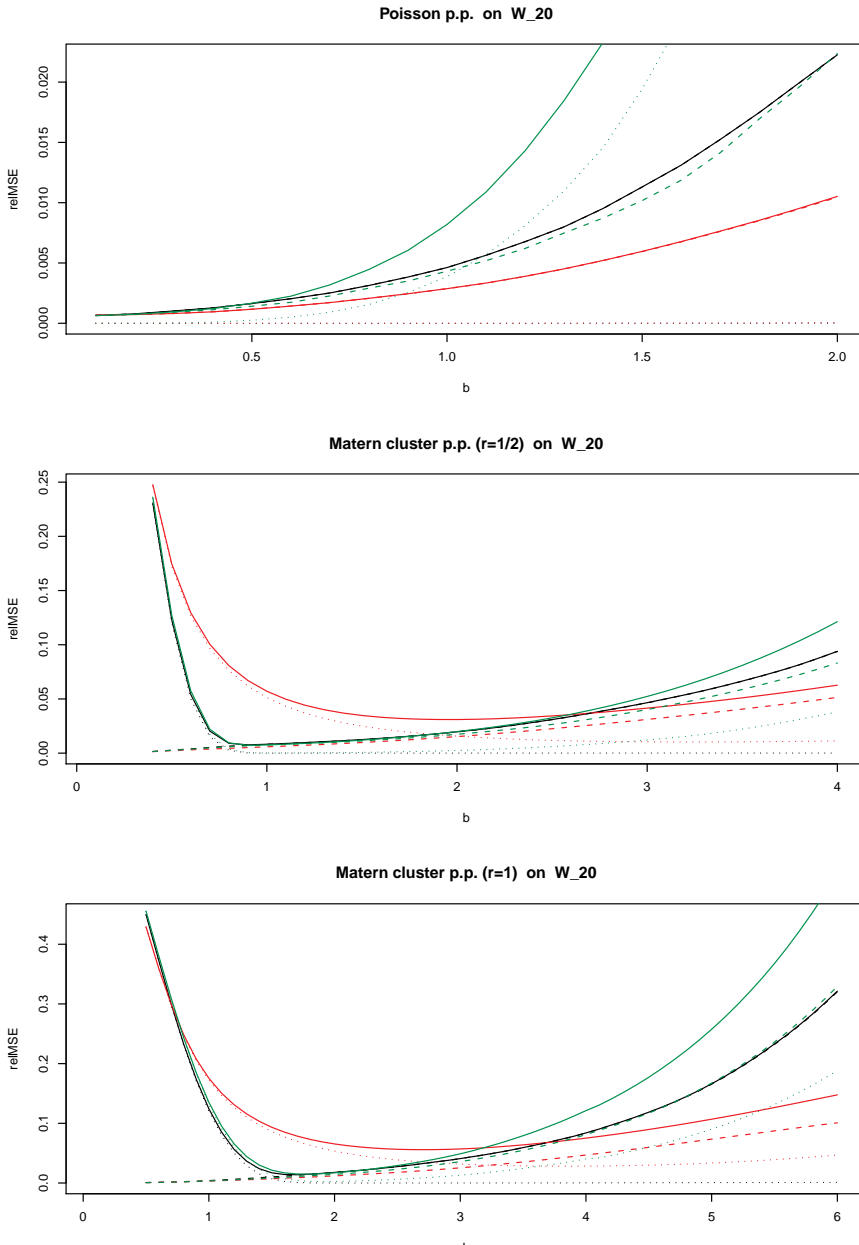 Poisson p.p. on W_20
relMSE
0.000 0.005 0.010 0.015 0.020
0.5 1.0 1.5 2.0
b
Matern cluster p.p. (r=1/2) on W_20
relMSE
0.00 0.05 0.10 0.15 0.20 0.25
0 1 2 3 4
b
Matern cluster p.p. (r=1) on W_20
relMSE
0.0 0.1 0.2 0.3 0.4
0 1 2 3 4 5 6